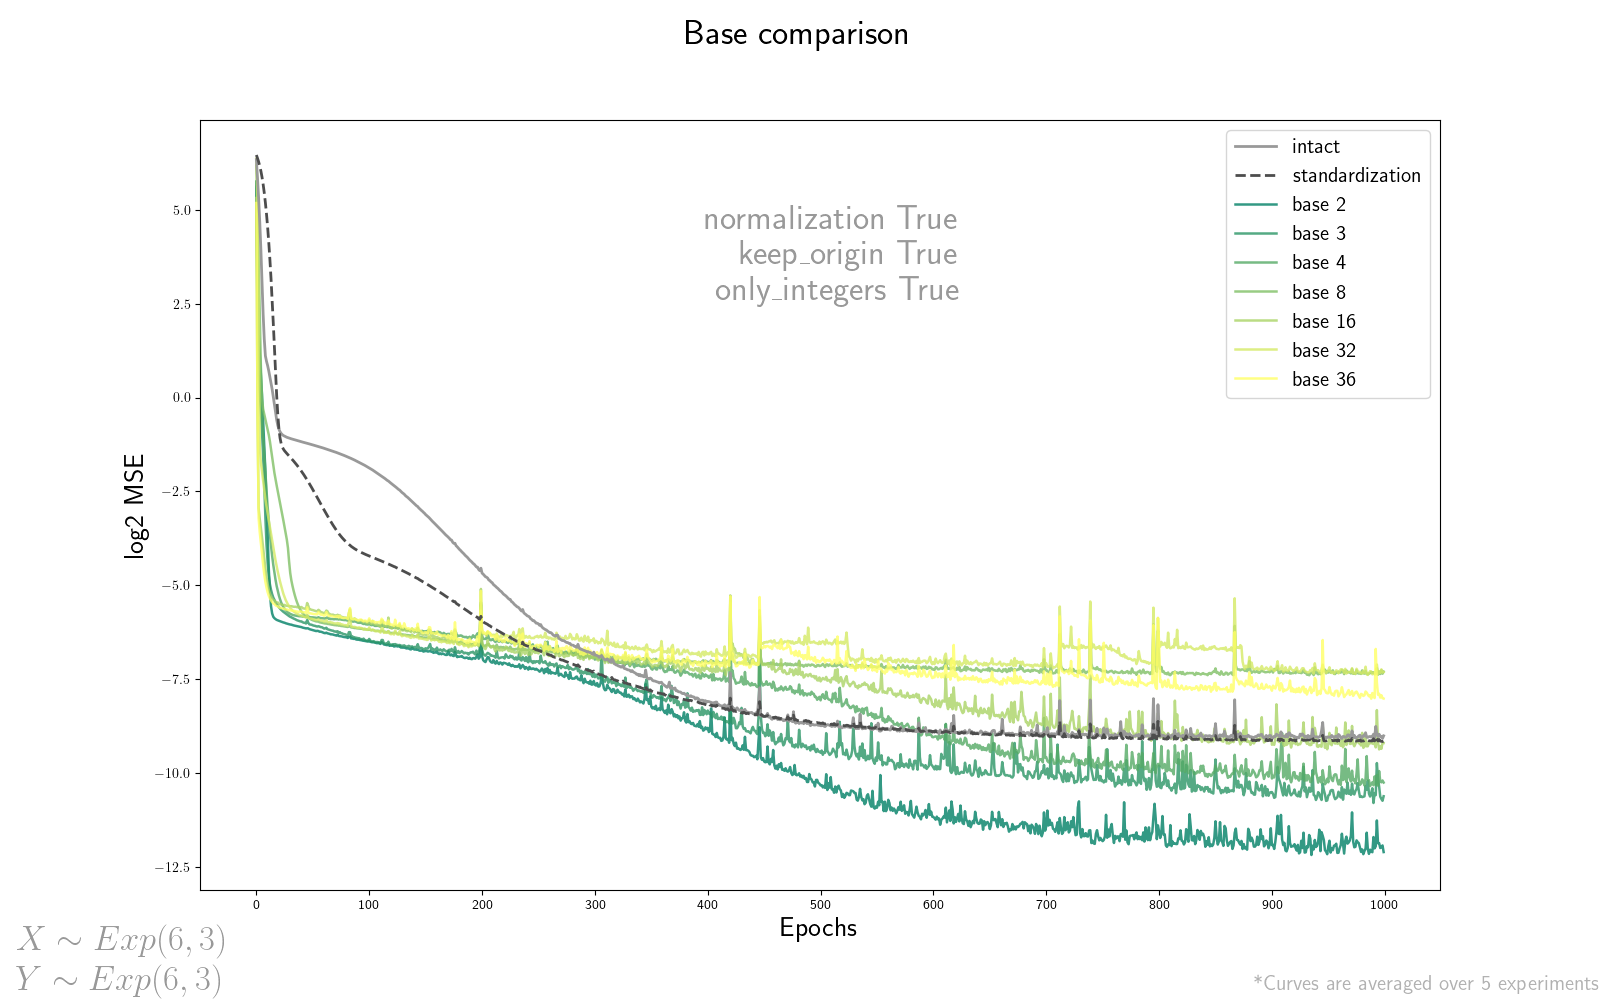 Base comparison
intact
standardization
base 2
base 3
base 4
base 8
base 16
base 32
base 36
normalization True
keep_origin True
only_integers True
log2 MSE
5.0
2.5
0.0
−2.5
−5.0
−7.5
−10.0
−12.5
0 100 200 300 400 500 600 700 800 900 1000
Epochs
X ∼ Exp(6, 3)
Y ∼ Exp(6, 3)
*Curves are averaged over 5 experiments